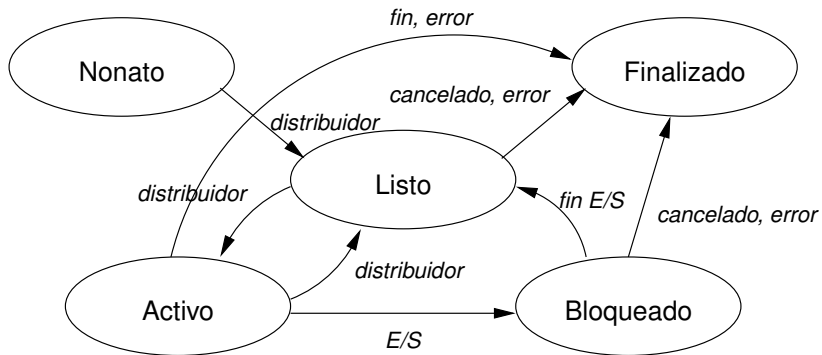 fin, error
Nonato
Finalizado
cancelado, error
distribuidor
Listo
distribuidor
fin E/S
cancelado, error
distribuidor
Activo
Bloqueado
E/S